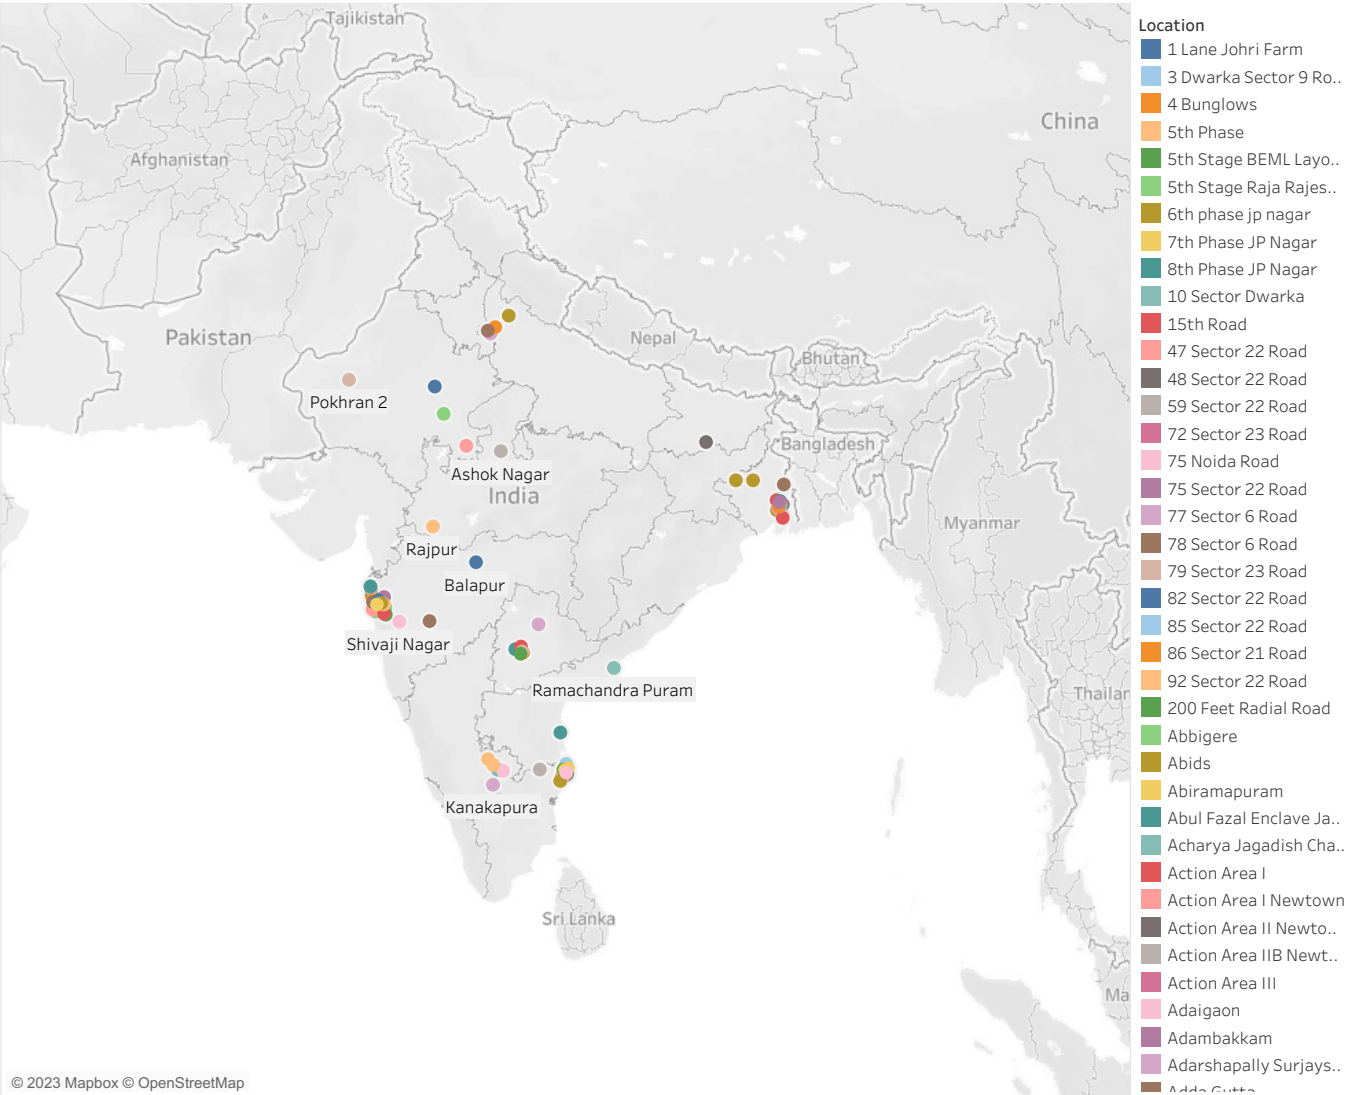 Tajikistan
China
Afghanistan
Pakistan
Nepal
Bhutan
Pokhran 2
Bangladesh
Ashok Nagar
India
Myanmar
Rajpur
Balapur
Shivaji Nagar
Ramachandra Puram
Thailan
Kanakapura
Sri Lanka
Ma
© 2023 Mapbox © OpenStreetMap
Location
1 Lane Johri Farm
3 Dwarka Sector 9 Ro..
4 Bunglows
5th Phase
5th Stage BEML Layo..
5th Stage Raja Rajes..
6th phase jp nagar
7th Phase JP Nagar
8th Phase JP Nagar
10 Sector Dwarka
15th Road
47 Sector 22 Road
48 Sector 22 Road
59 Sector 22 Road
72 Sector 23 Road
75 Noida Road
75 Sector 22 Road
77 Sector 6 Road
78 Sector 6 Road
79 Sector 23 Road
82 Sector 22 Road
85 Sector 22 Road
86 Sector 21 Road
92 Sector 22 Road
200 Feet Radial Road
Abbigere
Abids
Abiramapuram
Abul Fazal Enclave Ja..
Acharya Jagadish Cha..
Action Area I
Action Area I Newtown
Action Area II Newto..
Action Area IIB Newt..
Action Area III
Adaigaon
Adambakkam
Adarshapally Surjays..
Adda Gutta